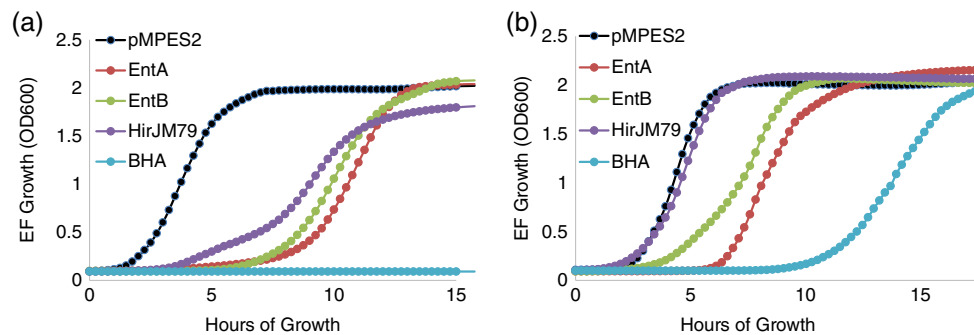 (a)
2.5
2
1.5
1
0.5
0
EF Growth (OD600)
pMPES2
EntA
EntB
HirJM79
BHA
0 5 10 15
Hours of Growth
(b)
2.5
2
1.5
1
0.5
0
EF Growth (OD600)
pMPES2
EntA
EntB
HirJM79
BHA
0 5 10 15
Hours of Growth